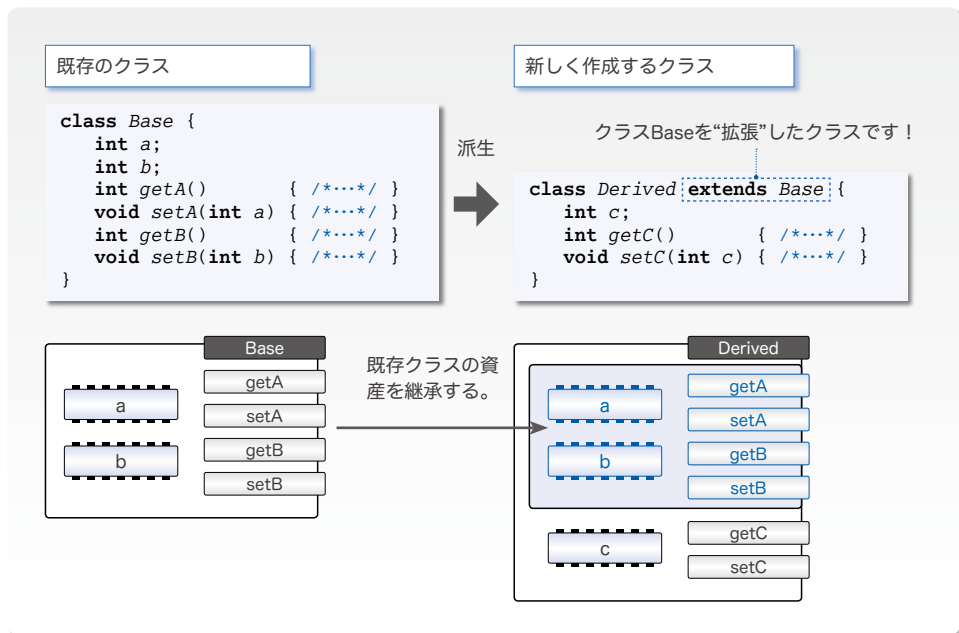 既存のクラス
新しく作成するクラス
class Base {
int a;
int b;
int getA() { /*…*/ }
void setA(int a) { /*…*/ }
int getB() { /*…*/ }
void setB(int b) { /*…*/ }
}
派生
クラスBaseを“拡張”したクラスです！
class Derived extends Base {
int c;
int getC() { /*…*/ }
void setC(int c) { /*…*/ }
}
Base
getA
a
setA
getB
b
setB
既存クラスの資
産を継承する。
Derived
getA
a
setA
getB
b
setB
getC
c
setC